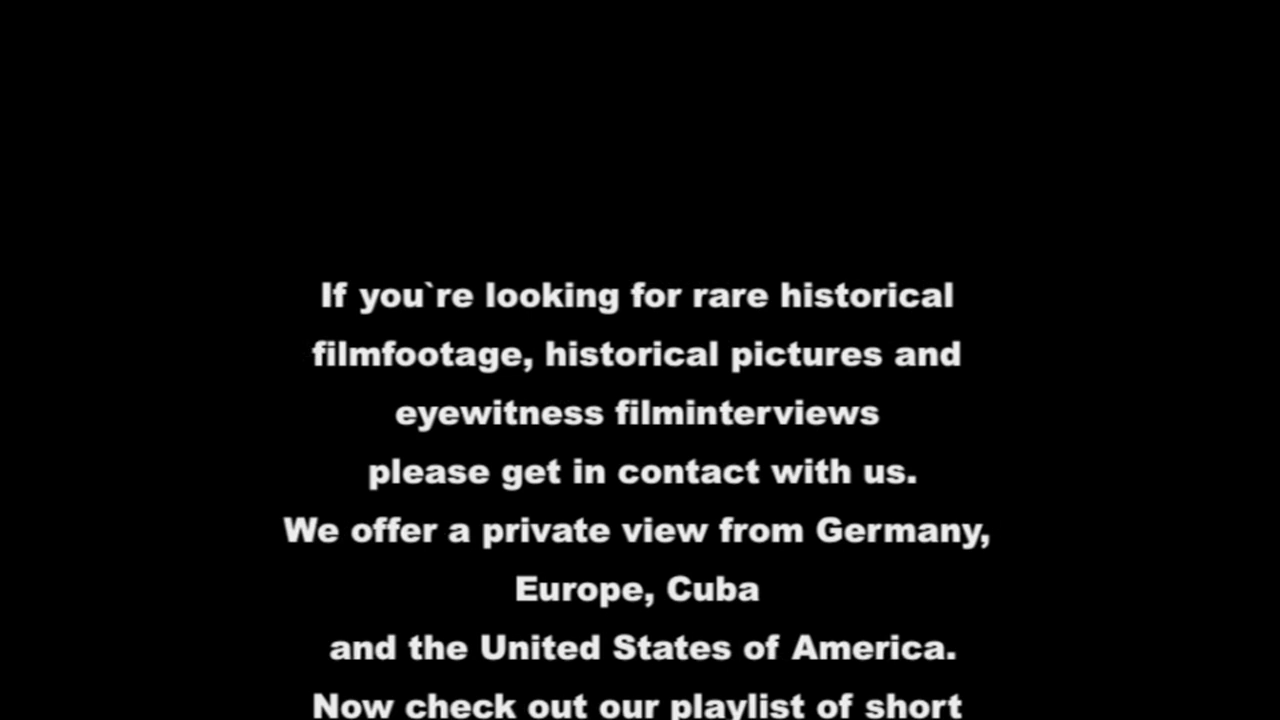 If you`re looking for rare historical
filmfootage, historical pictures and
eyewitness filminterviews
please get in contact with us.
We offer a private view from Germany,
Europe, Cuba
and the United States of America.
Now check out our playlist of short